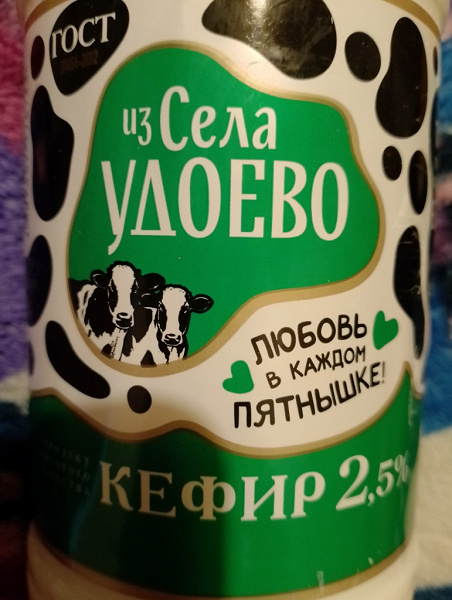 ГОСТ
из Села
УДОЕВО
ЛЮБОВЬ
В КАЖДОМ
ПЯТНЫШКЕ!
КЕФИР 2,5%